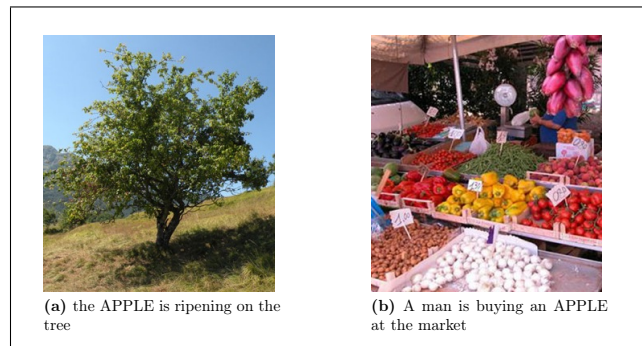 (a) the APPLE is ripening on the
tree
(b) A man is buying an APPLE
at the market